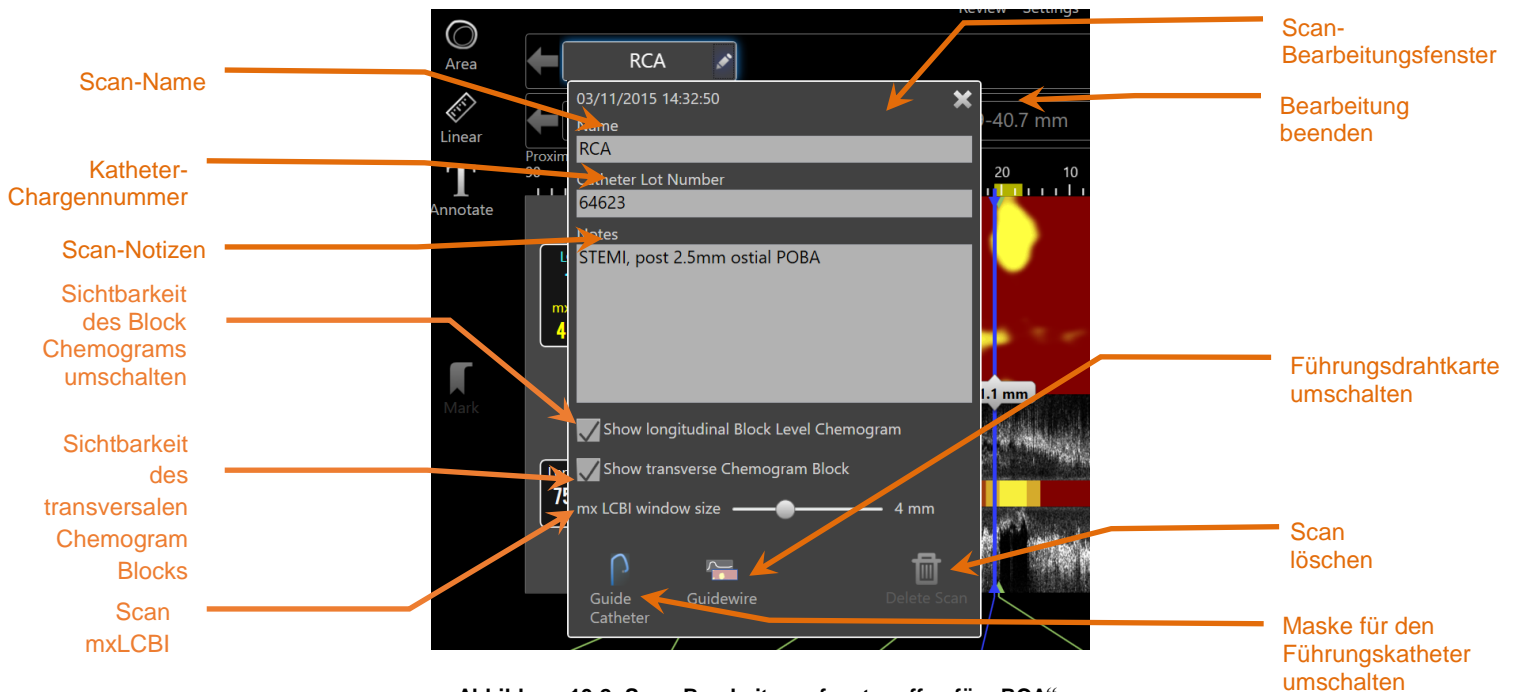 Scan-Name
Katheter-
Chargennummer
Scan-Notizen
Sichtbarkeit
des Block
Chemograms
umschalten
Sichtbarkeit
des
transversalen
Chemogram
Blocks
Scan
mxLCBI
Area
Linear
Annotate
Mark
Review Settings
RCA
03/11/2015 14:32:50
Name
RCA
Catheter Lot Number
64623
Notes
STEMI, post 2.5mm ostial POBA
Show longitudinal Block Level Chemogram
Show transverse Chemogram Block
mx LCBI window size 4 mm
Guide
Catheter
Guidewire
Delete Scan
-40.7 mm
90
20 10
1.1 mm
mx
4
75
Scan-
Bearbeitungsfenster
Bearbeitung
beenden
Führungsdrahtkarte
umschalten
Scan
löschen
Maske für den
Führungskatheter
umschalten